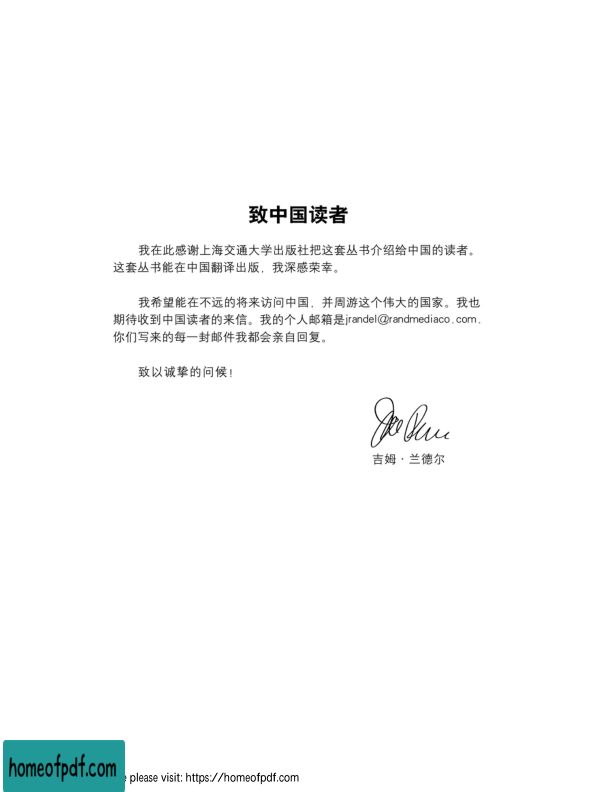 致中国读者
我在此感谢上海交通大学出版社把这套丛书介绍给中国的读者。
这套丛书能在中国翻译出版，我深感荣幸。
我希望能在不远的将来访问中国，并周游这个伟大的国家。我也
期待收到中国读者的来信。我的个人邮箱是jrandel@randmediaco.com.
你们写来的每一封邮件我都会亲自回复。
致以诚挚的问候！
吉姆·兰德尔
homeofpdf.com
please visit: https://homeofpdf.com